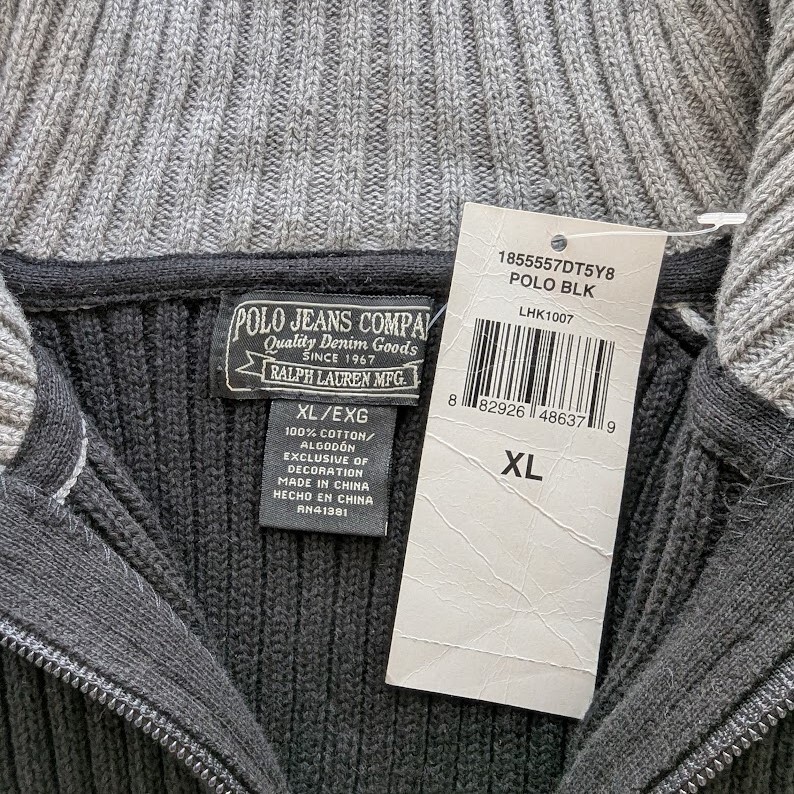 POLO JEANS COMPA
Quality Denim Goods
SINCE 1967
RALPH LAUREN MFG.
XL/EXG
100% COTTON/
ALGODÓN
EXCLUSIVE OF
DECORATION
MADE IN CHINA
HECHO EN CHINA
RN41381
1855557DT5Y8
POLO BLK
LHK1007
8 82926 48637 9
XL